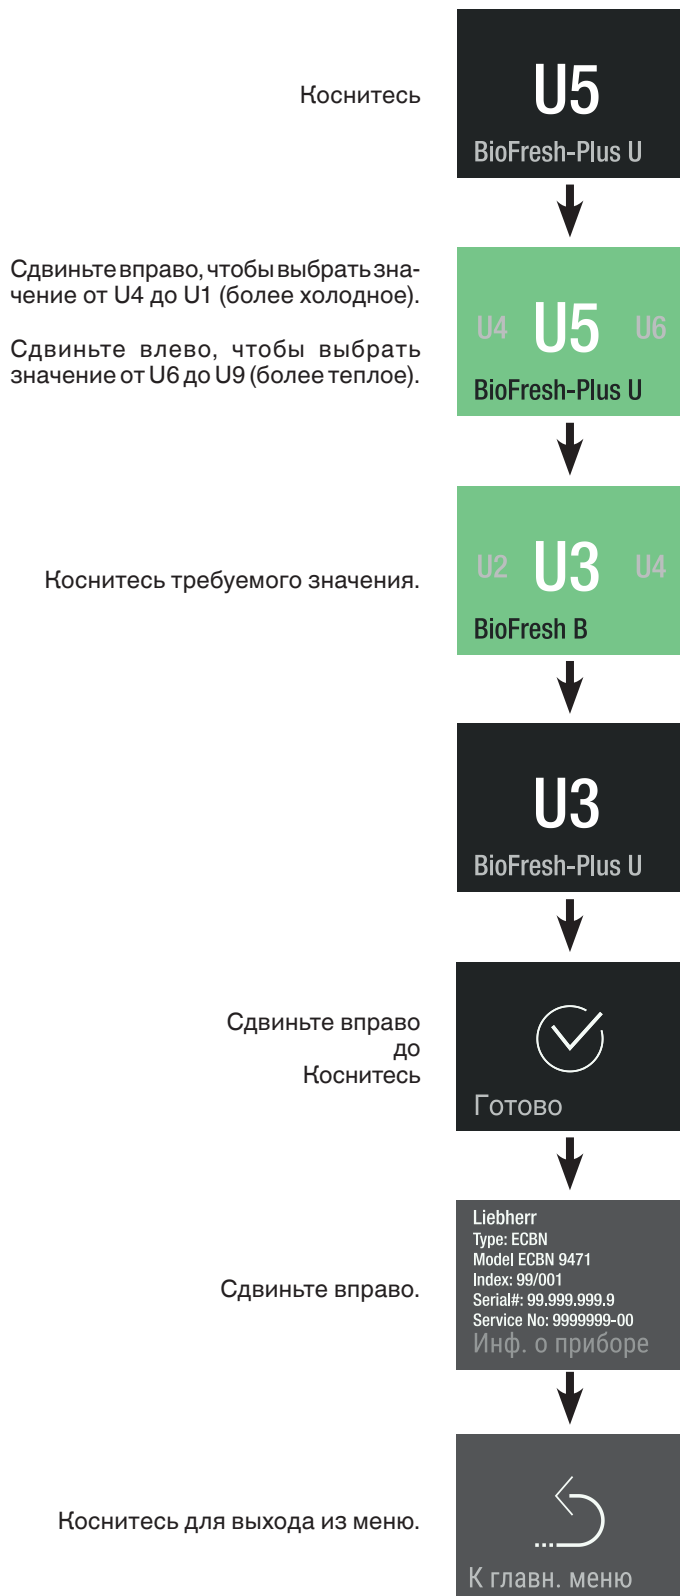 Коснитесь
U5
BioFresh-Plus U
Сдвиньте вправо, чтобы выбрать зна-
чение от U4 до U1 (более холодное).
Сдвиньте влево, чтобы выбрать
значение от U6 до U9 (более теплое).
U4 U5 U6
BioFresh-Plus U
Коснитесь требуемого значения.
U2 U3 U4
BioFresh B
U3
BioFresh-Plus U
Сдвиньте вправо
до
Коснитесь
Готово
Сдвиньте вправо.
Liebherr
Type: ECBN
Model ECBN 9471
Index: 99/001
Serial#: 99.999.999.9
Service No: 9999999-00
Инф. о приборе
Коснитесь для выхода из меню.
К главн. меню